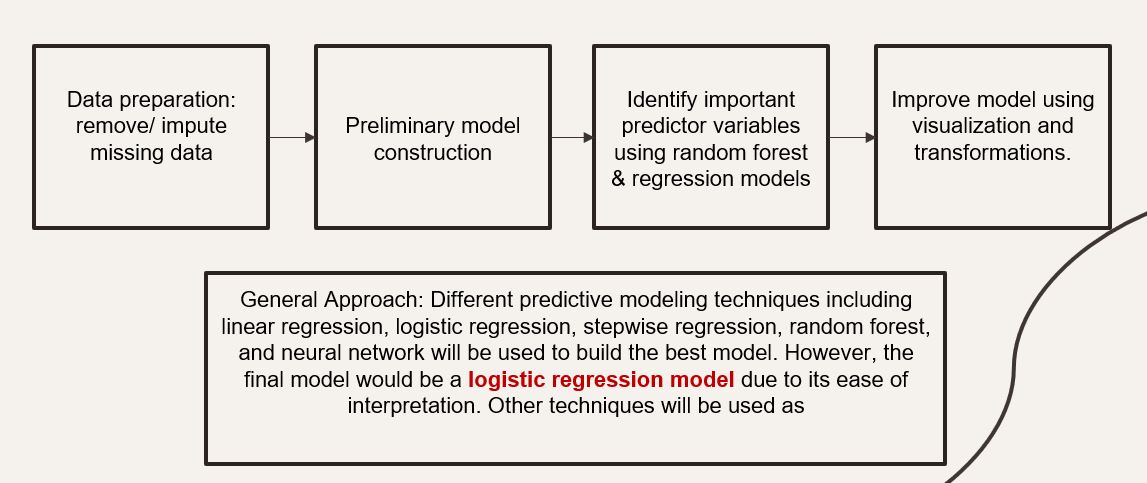 Data preparation:
remove/ impute
missing data
Preliminary model
construction
Identify important
predictor variables
using random forest
& regression models
Improve model using
visualization and
transformations.
General Approach: Different predictive modeling techniques including
linear regression, logistic regression, stepwise regression, random forest,
and neural network will be used to build the best model. However, the
final model would be a logistic regression model due to its ease of
interpretation. Other techniques will be used as